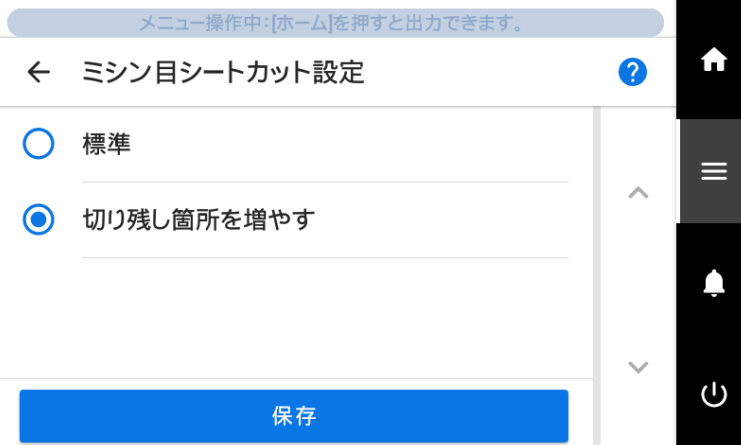 メニュー操作中:[ホーム]を押すと出力できます。
ミシン目シートカット設定
?
標準
切り残し箇所を増やす
保存